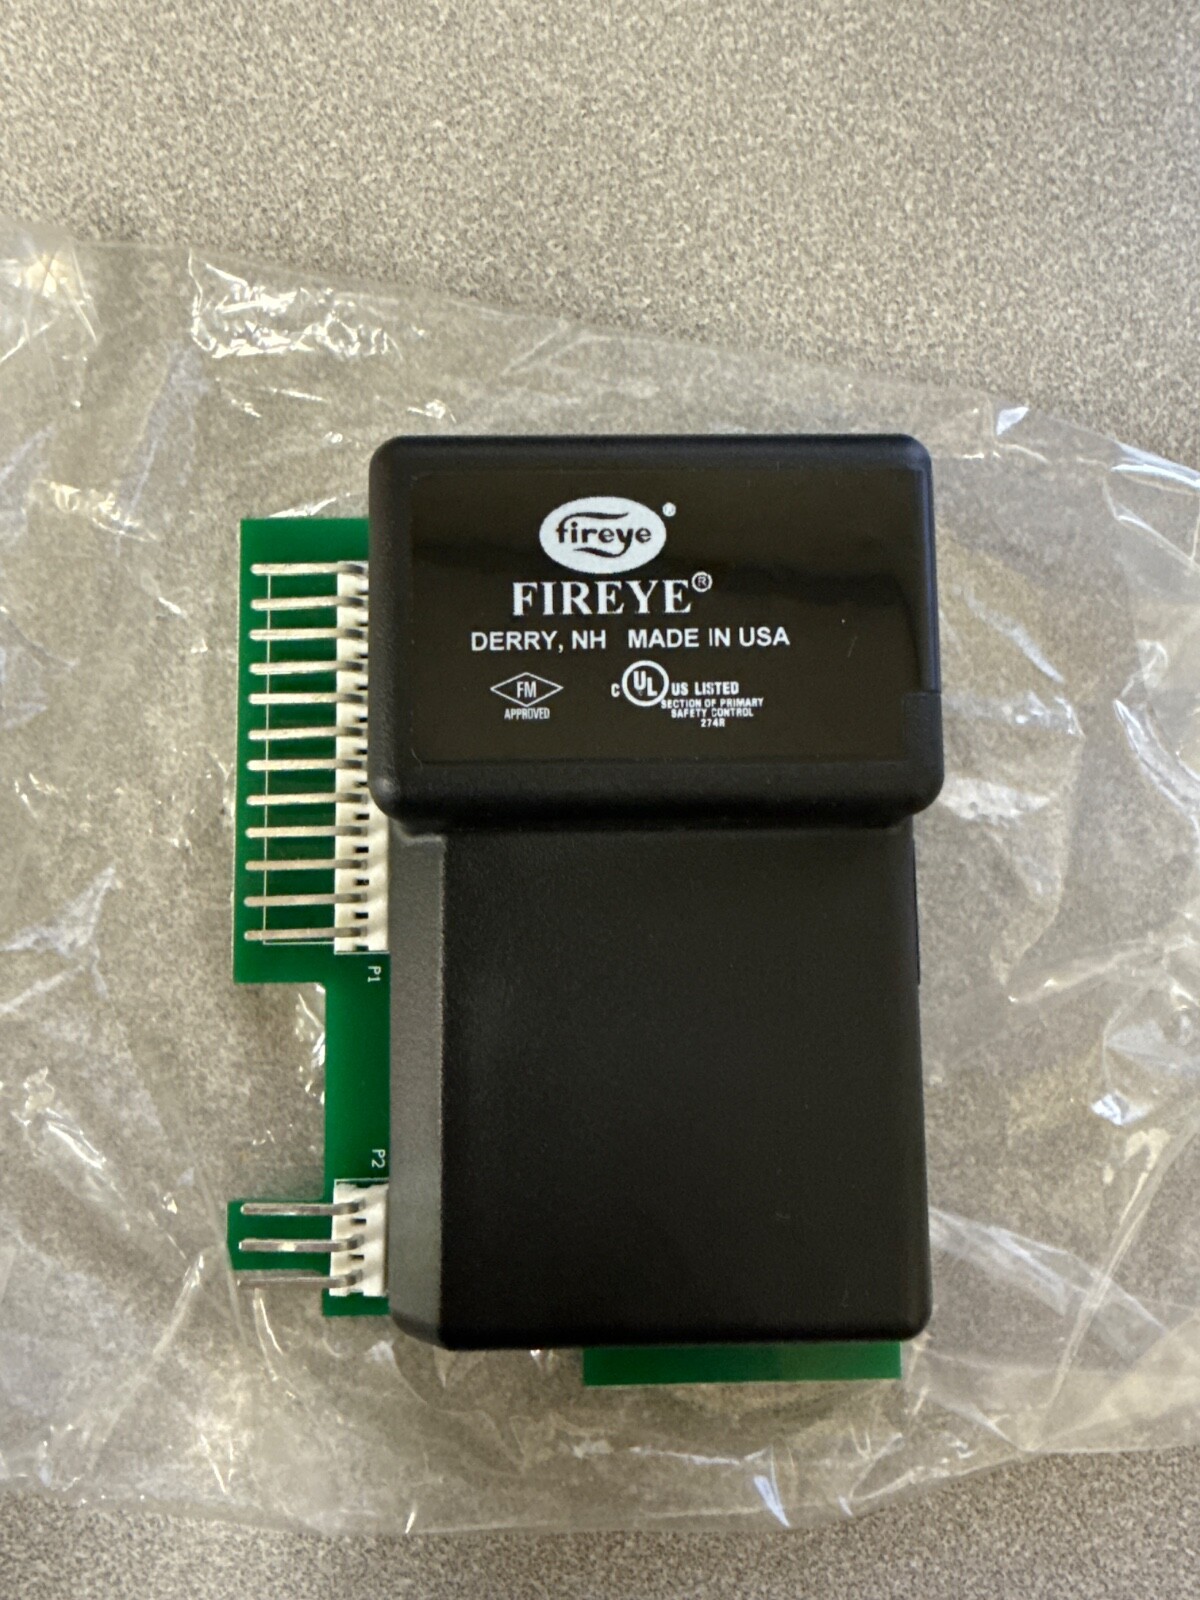 fireye®
FIREYE®
DERRY, NH MADE IN USA
FM
APPROVED
C UL US LISTED
SECTION OF PRIMARY
SAFETY CONTROL
274R
P1
P2